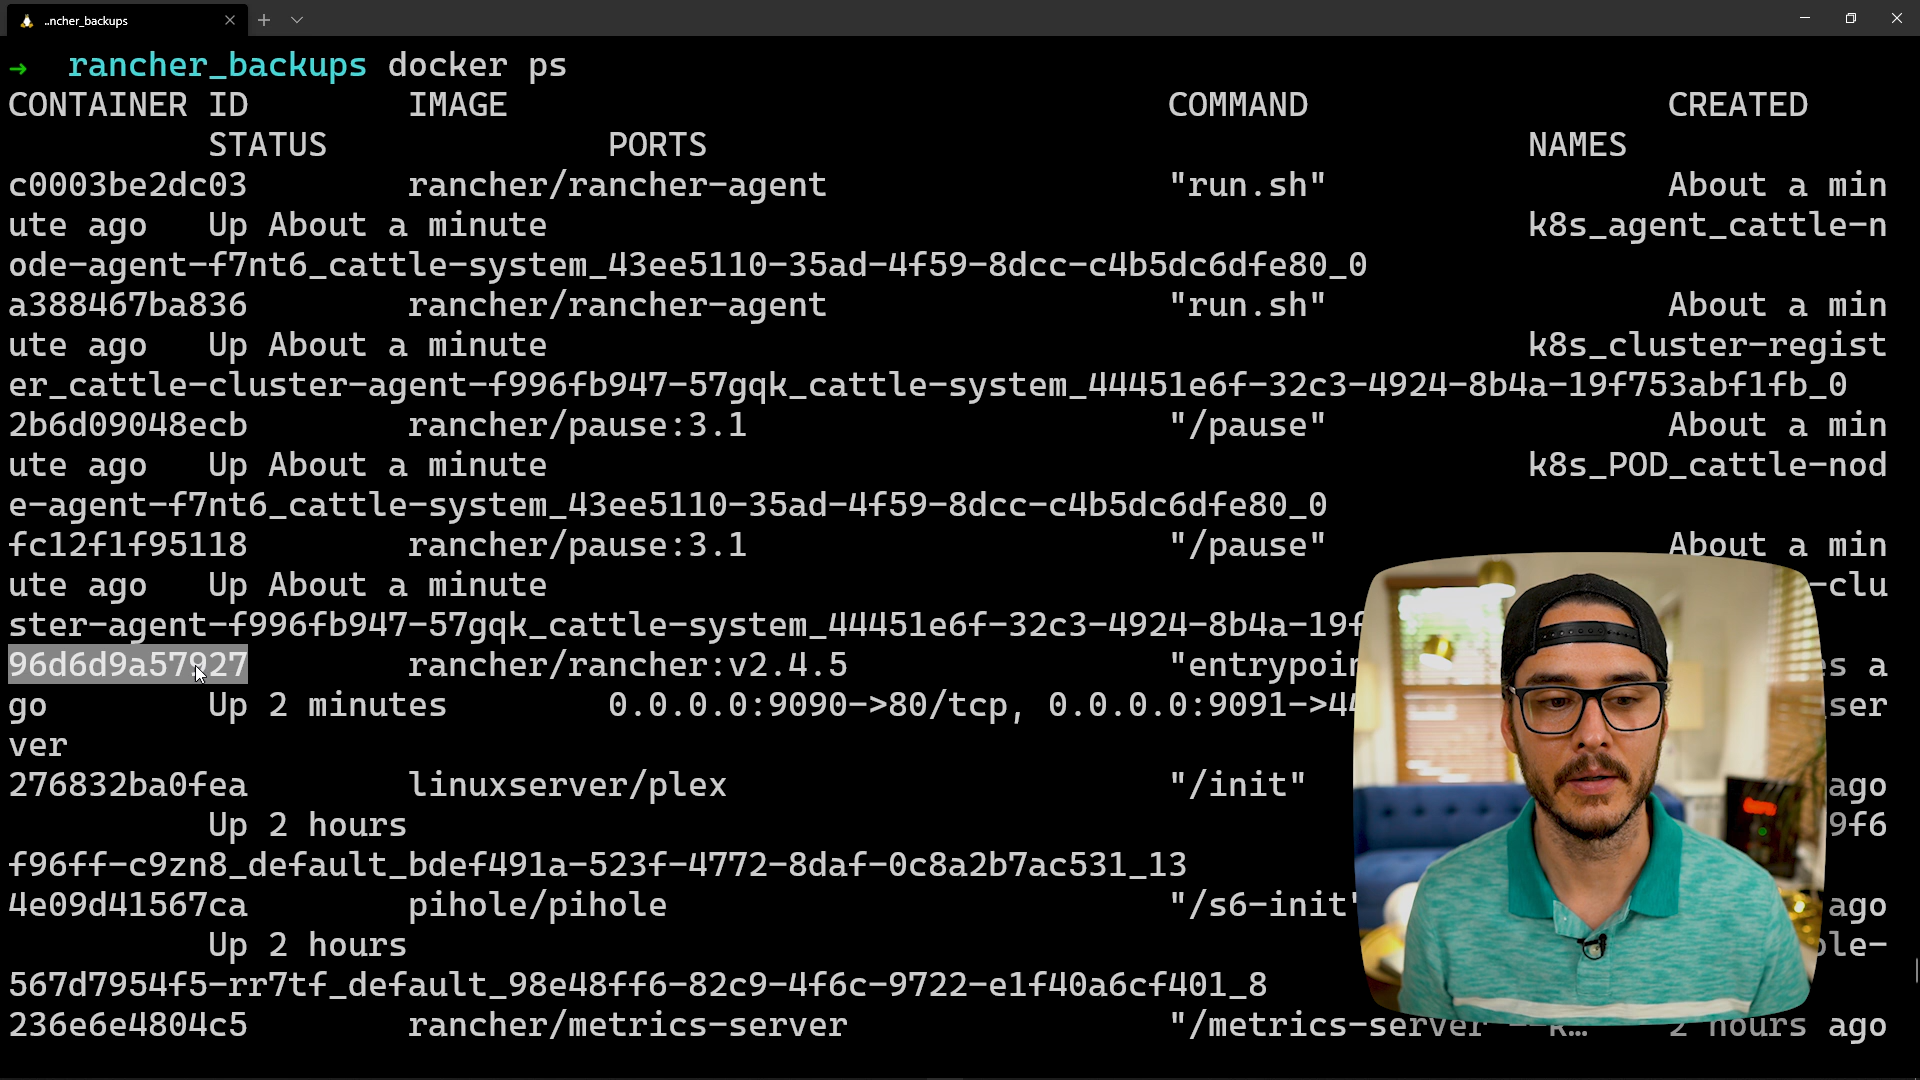 ..ncher_backups
→ rancher_backups docker ps
CONTAINER ID IMAGE COMMAND CREATED
STATUS PORTS NAMES
c0003be2dc03 rancher/rancher-agent "run.sh" About a min
ute ago Up About a minute k8s_agent_cattle-n
ode-agent-f7nt6_cattle-system_43ee5110-35ad-4f59-8dcc-c4b5dc6dfe80_0
a388467ba836 rancher/rancher-agent "run.sh" About a min
ute ago Up About a minute k8s_cluster-regist
er_cattle-cluster-agent-f996fb947-57gqk_cattle-system_44451e6f-32c3-4924-8b4a-19f753abf1fb_0
2b6d09048ecb rancher/pause:3.1 "/pause" About a min
ute ago Up About a minute k8s_POD_cattle-nod
e-agent-f7nt6_cattle-system_43ee5110-35ad-4f59-8dcc-c4b5dc6dfe80_0
fc12f1f95118 rancher/pause:3.1 "/pause" About a min
ute ago Up About a minute -clu
ster-agent-f996fb947-57gqk_cattle-system_44451e6f-32c3-4924-8b4a-19f
96d6d9a57927 rancher/rancher:v2.4.5 "entrypoin s a
go Up 2 minutes 0.0.0.0:9090->80/tcp, 0.0.0.0:9091->44 ser
ver
276832ba0fea linuxserver/plex "/init" ago
Up 2 hours 9f6
f96ff-c9zn8_default_bdef491a-523f-4772-8daf-0c8a2b7ac531_13
4e09d41567ca pihole/pihole "/s6-init" ago
Up 2 hours ole-
567d7954f5-rr7tf_default_98e48ff6-82c9-4f6c-9722-e1f40a6cf401_8
236e6e4804c5 rancher/metrics-server "/metrics-server --k… 2 hours ago